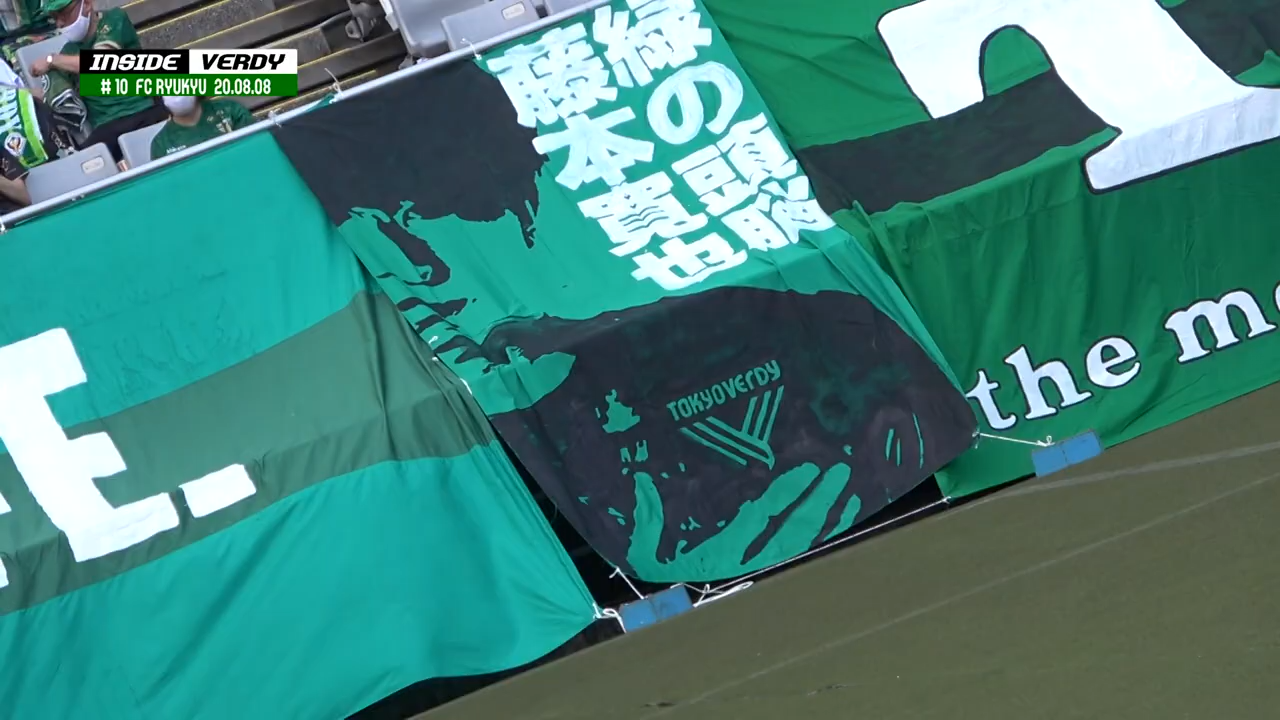 INSIDE VERDY
#10 FC RYUKYU 20.08.08
緑の頭脳
藤本寛也
TOKYOVERDY
E.
the m